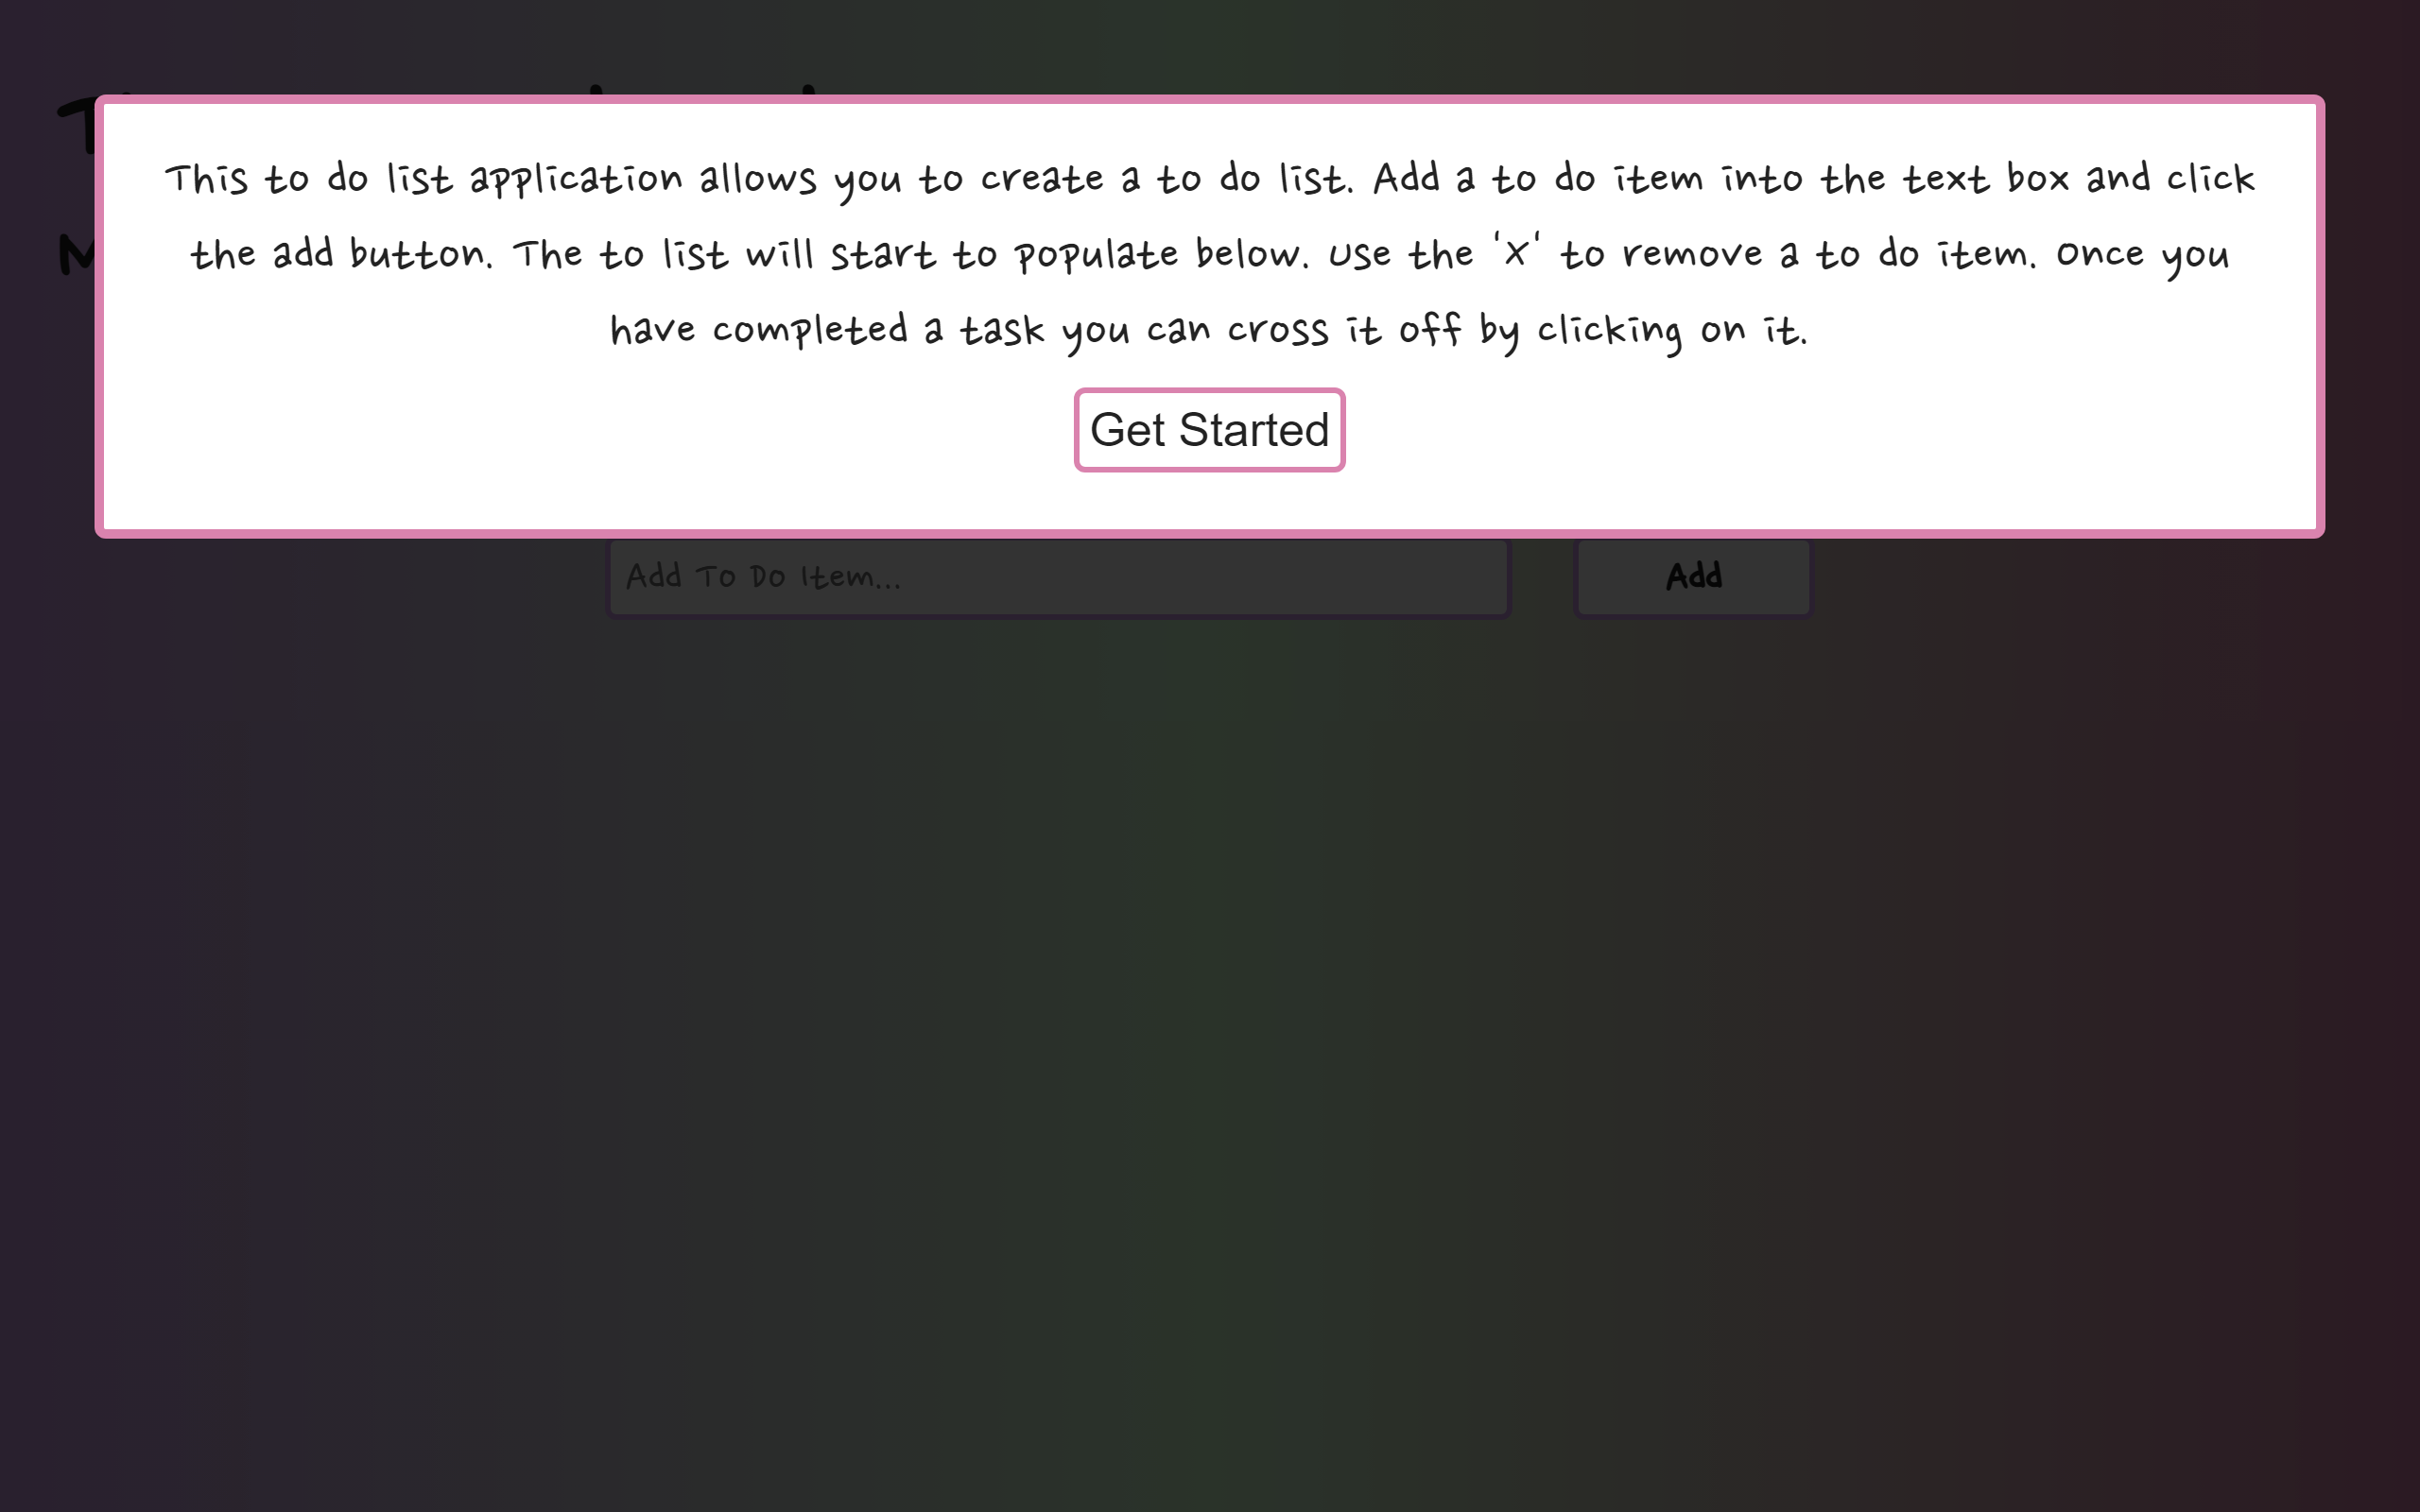 This to do list application allows you to create a to do list. Add a to do item into the text box and click
the add button. The to list will start to populate below. Use the 'X' to remove a to do item. Once you
have completed a task you can cross it off by clicking on it.
Get Started
Add To Do Item...
Add